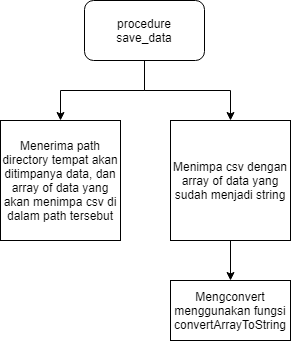 procedure
save_data
Menerima path
directory tempat akan
ditimpanya data, dan
array of data yang
akan menimpa csv di
dalam path tersebut
Menimpa csv dengan
array of data yang
sudah menjadi string
Mengconvert
menggunakan fungsi
convertArrayToString